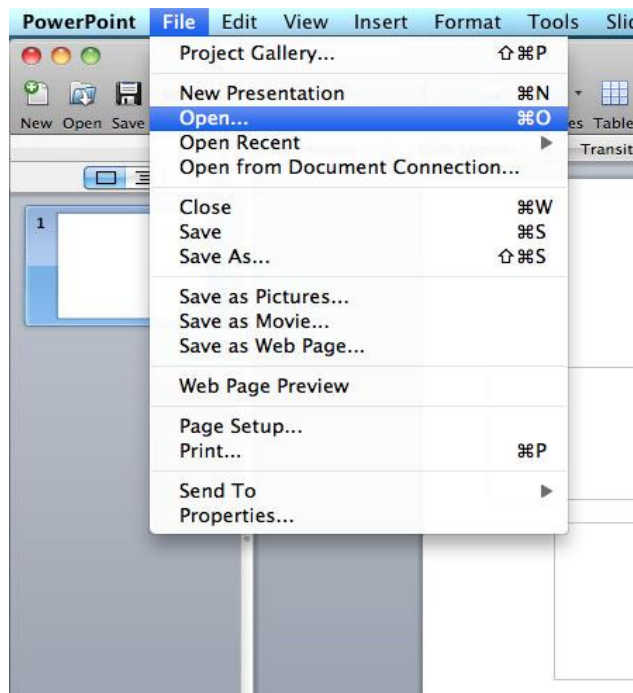 PowerPoint File Edit View Insert Format Tools
New Open Save
Table
Project Gallery... ⇧⌘P
New Presentation ⌘N
Open... ⌘O
Open Recent
Open from Document Connection...
Close ⌘W
Save ⌘S
Save As... ⇧⌘S
Save as Pictures...
Save as Movie...
Save as Web Page...
Web Page Preview
Page Setup...
Print... ⌘P
Send To
Properties...
1